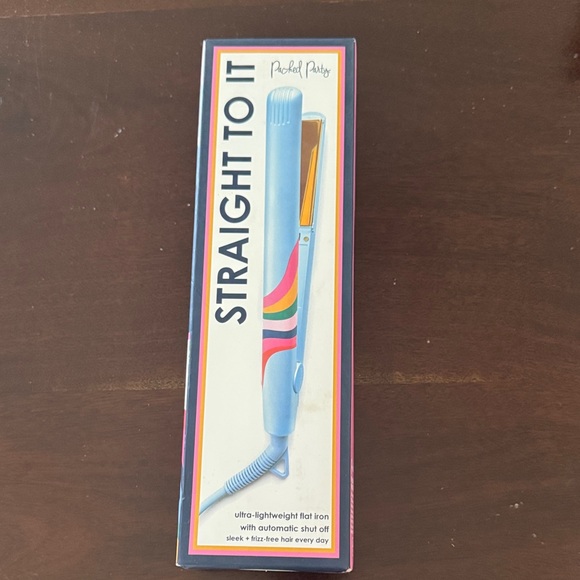 Packed Party
STRAIGHT TO IT
ultra-lightweight flat iron
with automatic shut off
sleek + frizz-free hair every day